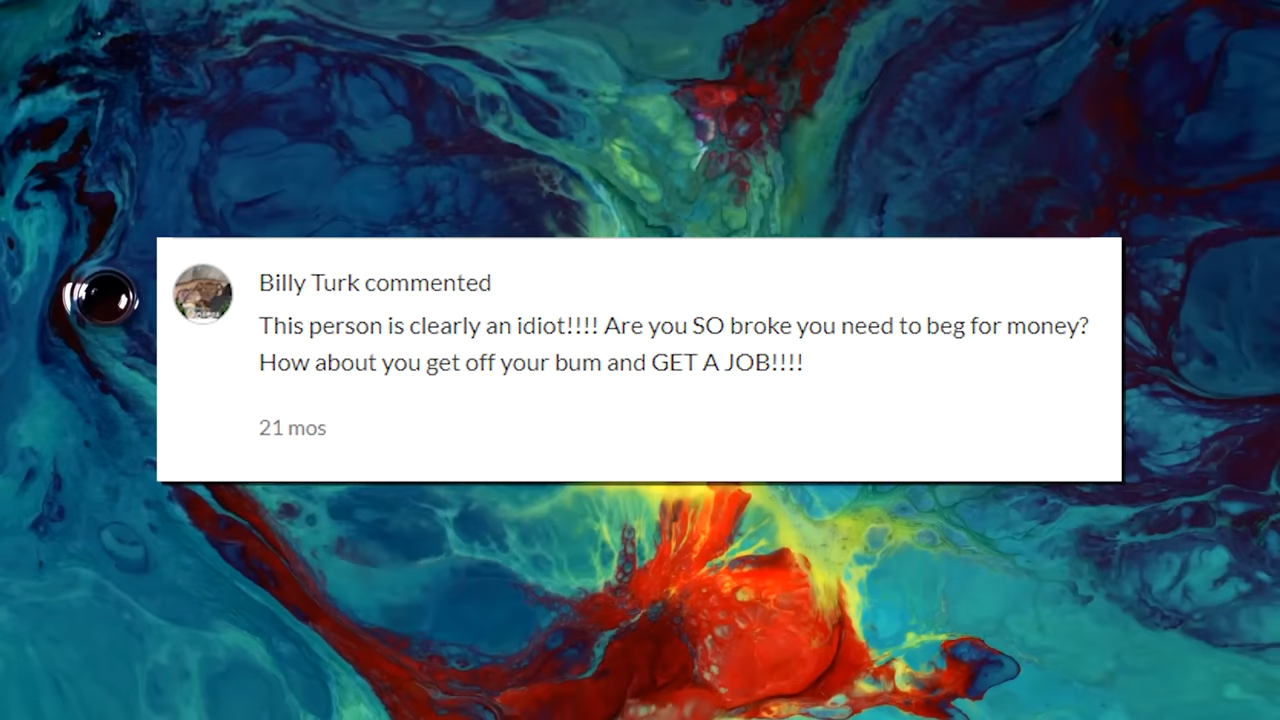 Billy Turk commented
This person is clearly an idiot!!!! Are you SO broke you need to beg for money?
How about you get off your bum and GET A JOB!!!!
21 mos